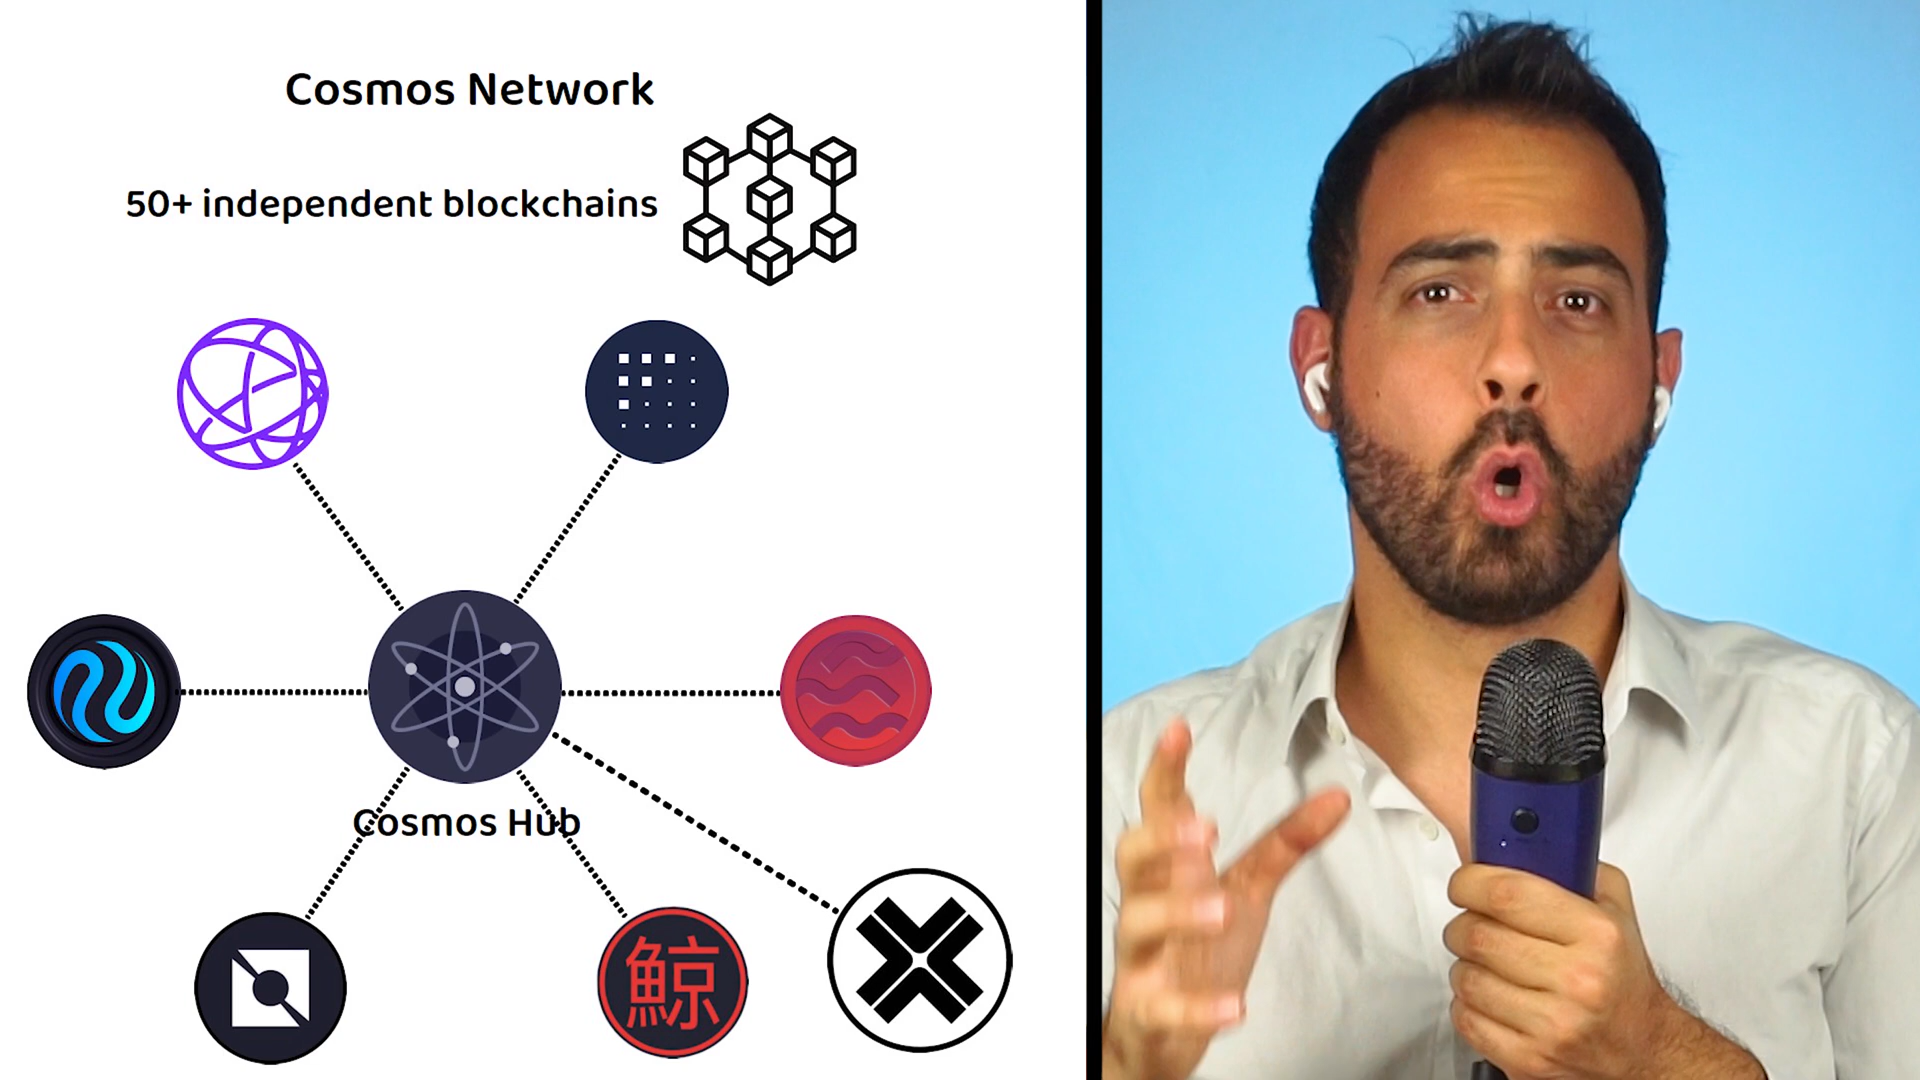 Cosmos Network
50+ independent blockchains
Cosmos Hub
鯨